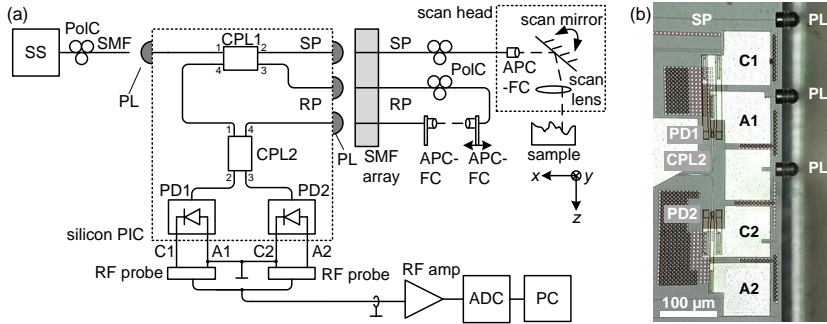 (a)
SS
PolC
SMF
PL
CPL1
1
2
4
3
SP
RP
1
4
CPL2
2
3
PL
PD1
PD2
silicon PIC
C1
A1
C2
A2
RF probe
RF probe
SP
RP
SMF
array
PolC
scan head
scan mirror
APC
-FC
scan
lens
APC-
FC
APC-
FC
sample
x
y
z
RF amp
ADC
PC
(b)
SP
PL
C1
A1
PL
PD1
CPL2
PL
PD2
C2
A2
100 µm